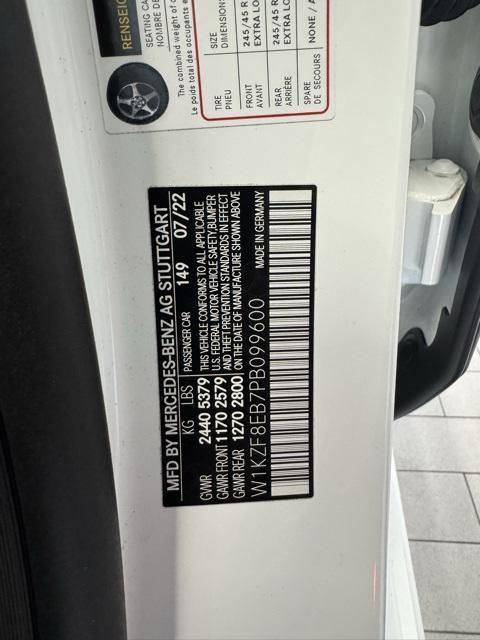 RENSEIG
SEATING CA
NOMBRE DE
The combined weight of
Le poids total des occupants e
TIRE SIZE
PNEU DIMENSION
FRONT 245/45 R
AVANT EXTRA LO
REAR 245/45 R
ARRIÈRE EXTRA LO
SPARE NONE / A
DE SECOURS
MFD BY MERCEDES-BENZ AG STUTTGART
KG LBS PASSENGER CAR 149 07/22
GVWR 2440 5379 THIS VEHICLE CONFORMS TO ALL APPLICABLE
U.S. FEDERAL MOTOR VEHICLE SAFETY, BUMPER
GAWR FRONT 1170 2579 AND THEFT PREVENTION STANDARDS IN EFFECT
GAWR REAR 1270 2800 ON THE DATE OF MANUFACTURE SHOWN ABOVE
W1KZF8EB7PB099600 MADE IN GERMANY